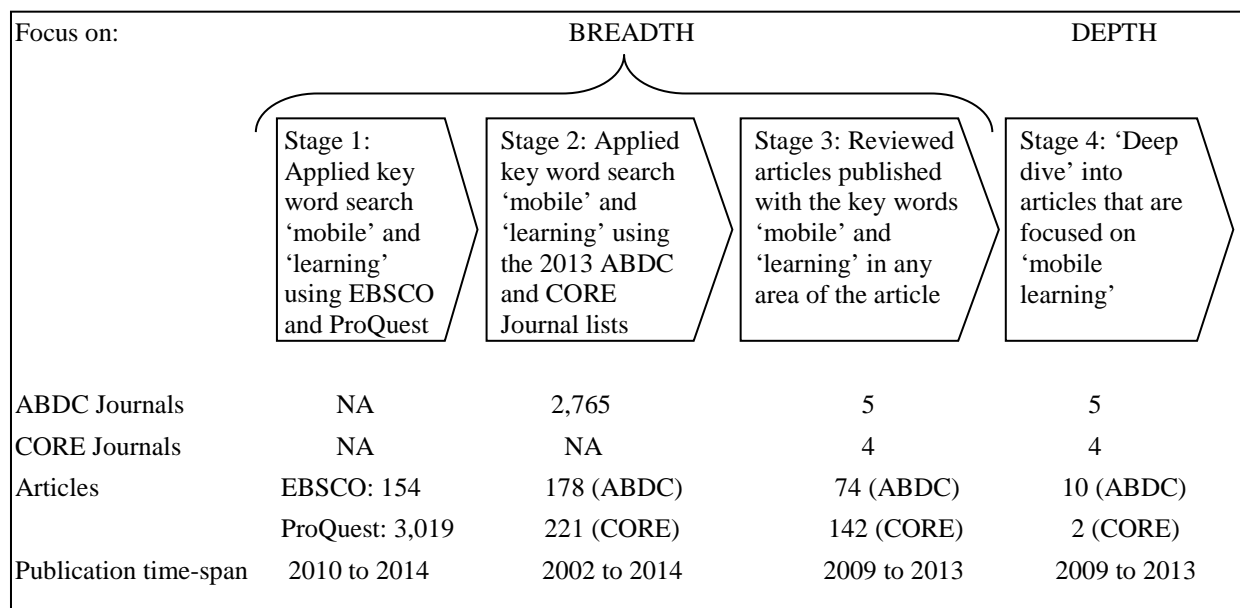 Focus on: BREADTH DEPTH
Stage 1:
Applied key
word search
‘mobile’ and
‘learning’
using EBSCO
and ProQuest
Stage 2: Applied
key word search
‘mobile’ and
‘learning’ using
the 2013 ABDC
and CORE
Journal lists
Stage 3: Reviewed
articles published
with the key words
‘mobile’ and
‘learning’ in any
area of the article
Stage 4: ‘Deep
dive’ into
articles that are
focused on
‘mobile
learning’
ABDC Journals NA 2,765 5 5
CORE Journals NA NA 4 4
Articles EBSCO: 154 178 (ABDC) 74 (ABDC) 10 (ABDC)
ProQuest: 3,019 221 (CORE) 142 (CORE) 2 (CORE)
Publication time-span 2010 to 2014 2002 to 2014 2009 to 2013 2009 to 2013